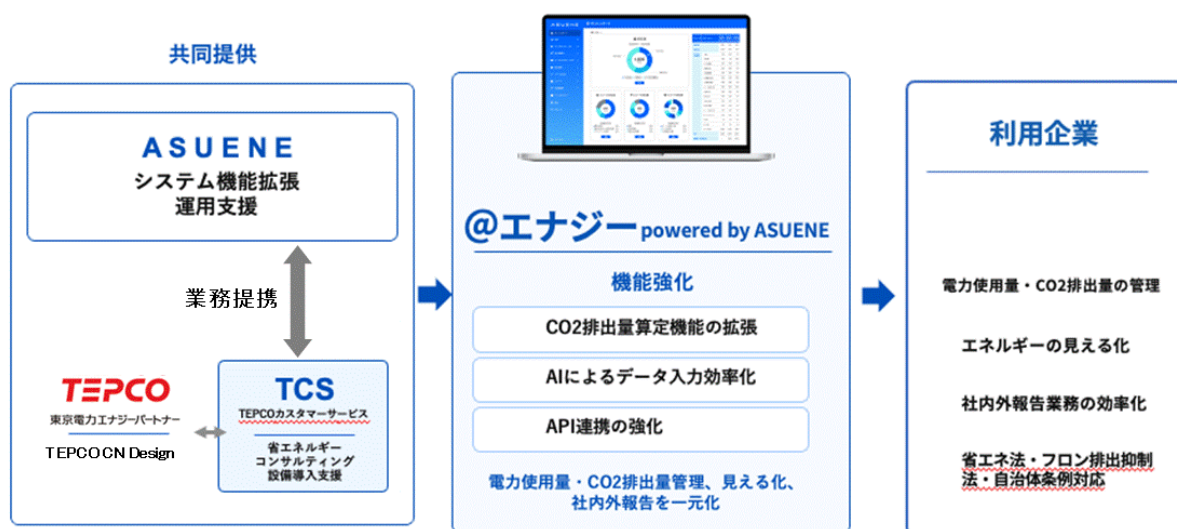 共同提供
ASUENE
システム機能拡張
運用支援
業務提携
TEPCO
東京電力エナジーパートナー
TEPCO CN Design
TCS
TEPCOカスタマーサービス
省エネルギー
コンサルティング
設備導入支援
@エナジー powered by ASUENE
機能強化
CO2排出量算定機能の拡張
AIによるデータ入力効率化
API連携の強化
電力使用量・CO2排出量管理、見える化、
社内外報告を一元化
利用企業
電力使用量・CO2排出量の管理
エネルギーの見える化
社内外報告業務の効率化
省エネ法・フロン排出抑制
法・自治体条例対応